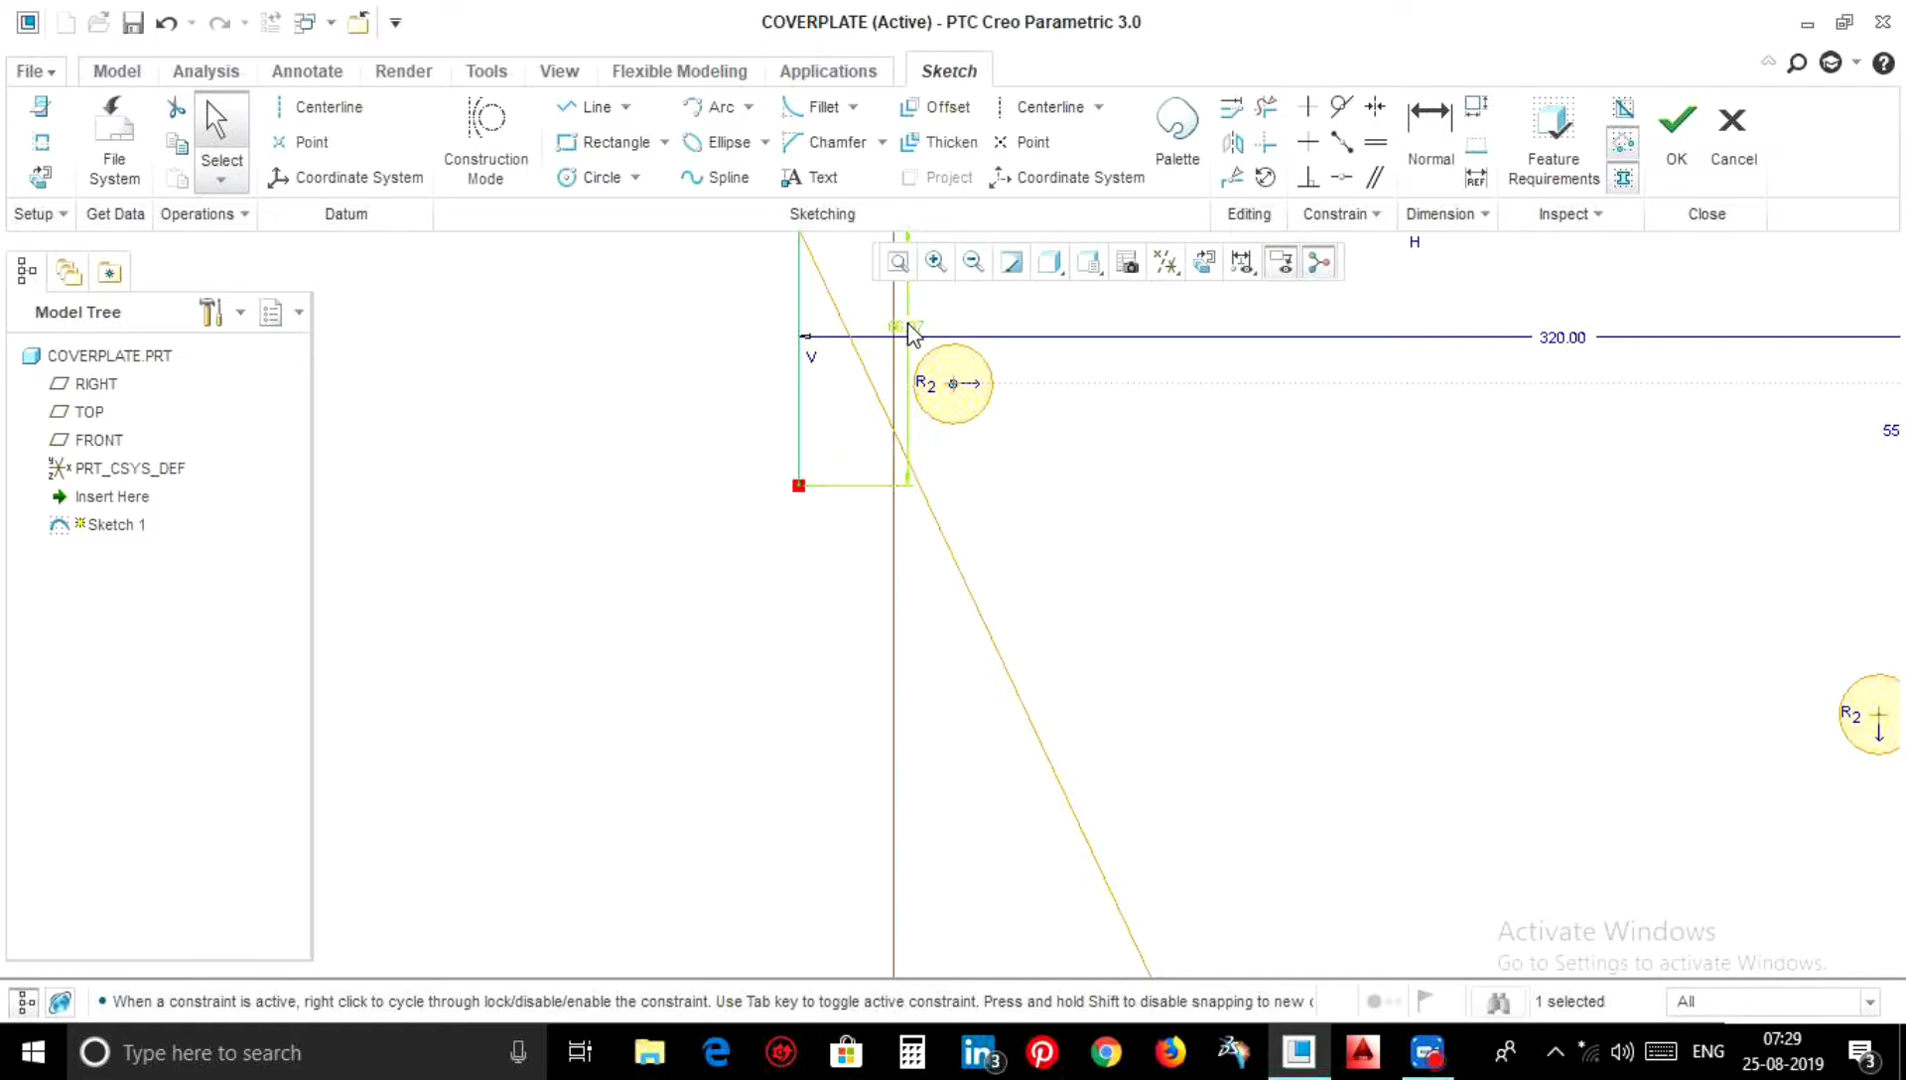 COVERPLATE (Active) - PTC Creo Parametric 3.0
File Model Analysis Annotate Render Tools View Flexible Modeling Applications Sketch
Centerline Line Arc Fillet Offset Centerline
Point Rectangle Ellipse Chamfer Thicken Point
File System Select Construction Mode Palette Normal Feature Requirements OK Cancel
Coordinate System Circle Spline Text Project Coordinate System
REF
Setup Get Data Operations Datum Sketching Editing Constrain Dimension Inspect Close
H
Model Tree
320.00
V
COVERPLATE.PRT
RIGHT
R2
TOP
55
FRONT
PRT_CSYS_DEF
Insert Here
Sketch 1
R2
Activate Windows
Go to Settings to activate Windows.
• When a constraint is active, right click to cycle through lock/disable/enable the constraint. Use Tab key to toggle active constraint. Press and hold Shift to disable snapping to new
1 selected All
Type here to search
3
ENG
07:29
25-08-2019
3